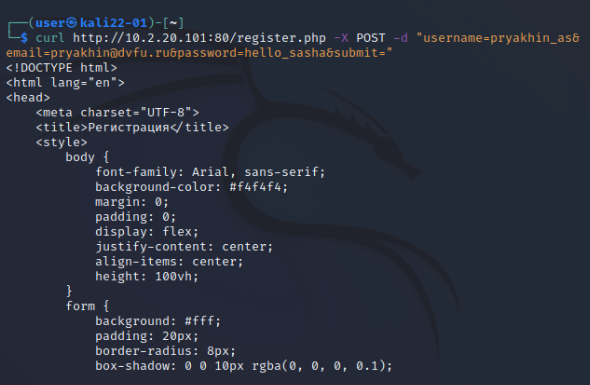 ┌──(user㉿kali22-01)-[~]
└─$ curl http://10.2.20.101:80/register.php -X POST -d "username=pryakhin_as&
email=pryakhin@dvfu.ru&password=hello_sasha&submit="
<!DOCTYPE html>
<html lang="en">
<head>
    <meta charset="UTF-8">
    <title>Регистрация</title>
    <style>
        body {
            font-family: Arial, sans-serif;
            background-color: #f4f4f4;
            margin: 0;
            padding: 0;
            display: flex;
            justify-content: center;
            align-items: center;
            height: 100vh;
        }
        form {
            background: #fff;
            padding: 20px;
            border-radius: 8px;
            box-shadow: 0 0 10px rgba(0, 0, 0, 0.1);